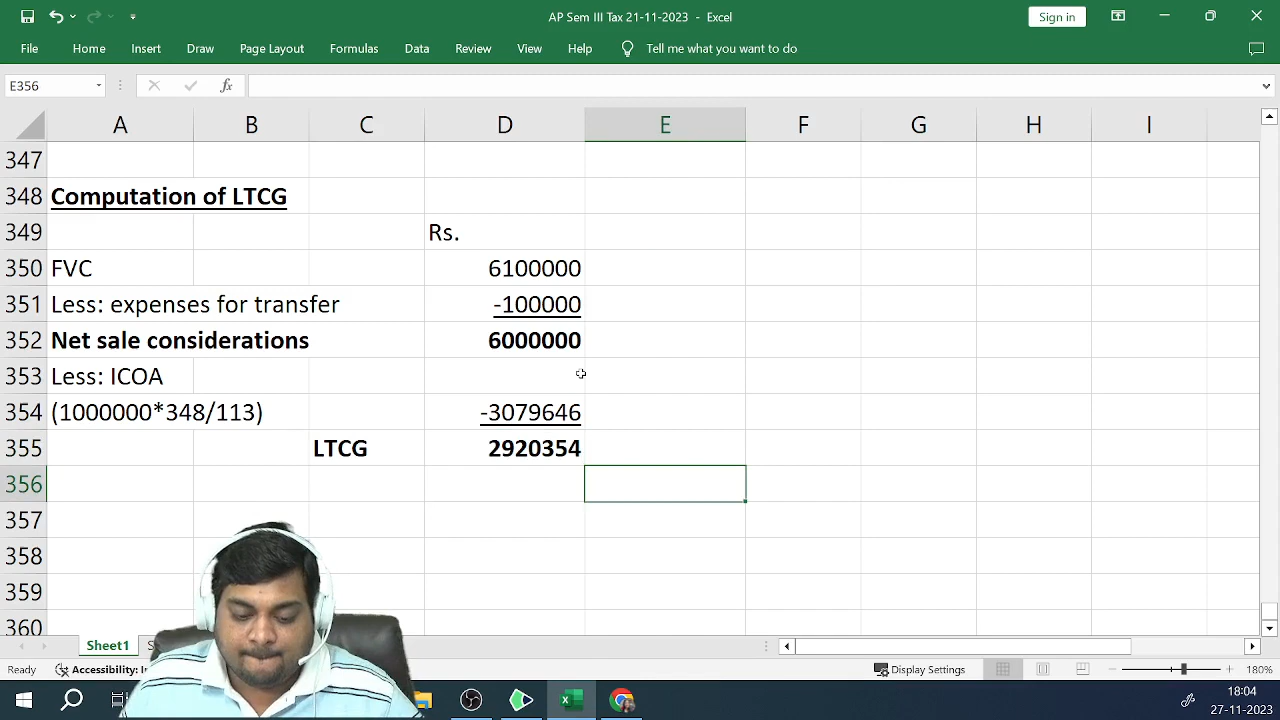 AP Sem III Tax 21-11-2023 - Excel
Sign in
File Home Insert Draw Page Layout Formulas Data Review View Help Tell me what you want to do
E356 fx
A B C D E F G H I
347
348 Computation of LTCG
349 Rs.
350 FVC 6100000
351 Less: expenses for transfer -100000
352 Net sale considerations 6000000
353 Less: ICOA
354 (1000000*348/113) -3079646
355 LTCG 2920354
356
357
358
359
360
Sheet1
Ready Accessibility: Display Settings 180%
18:04
27-11-2023